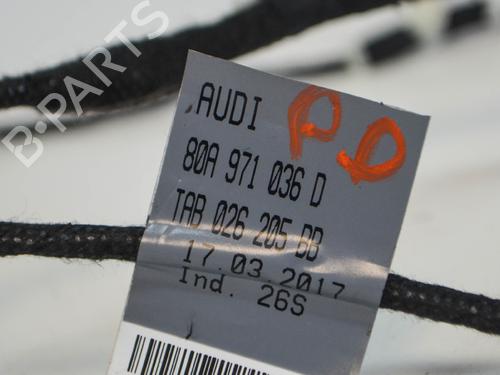 AUDI
PD
80A 971 036 D
TAB 026 205 BB
17.03.2017
Ind. 26S
B-PARTS